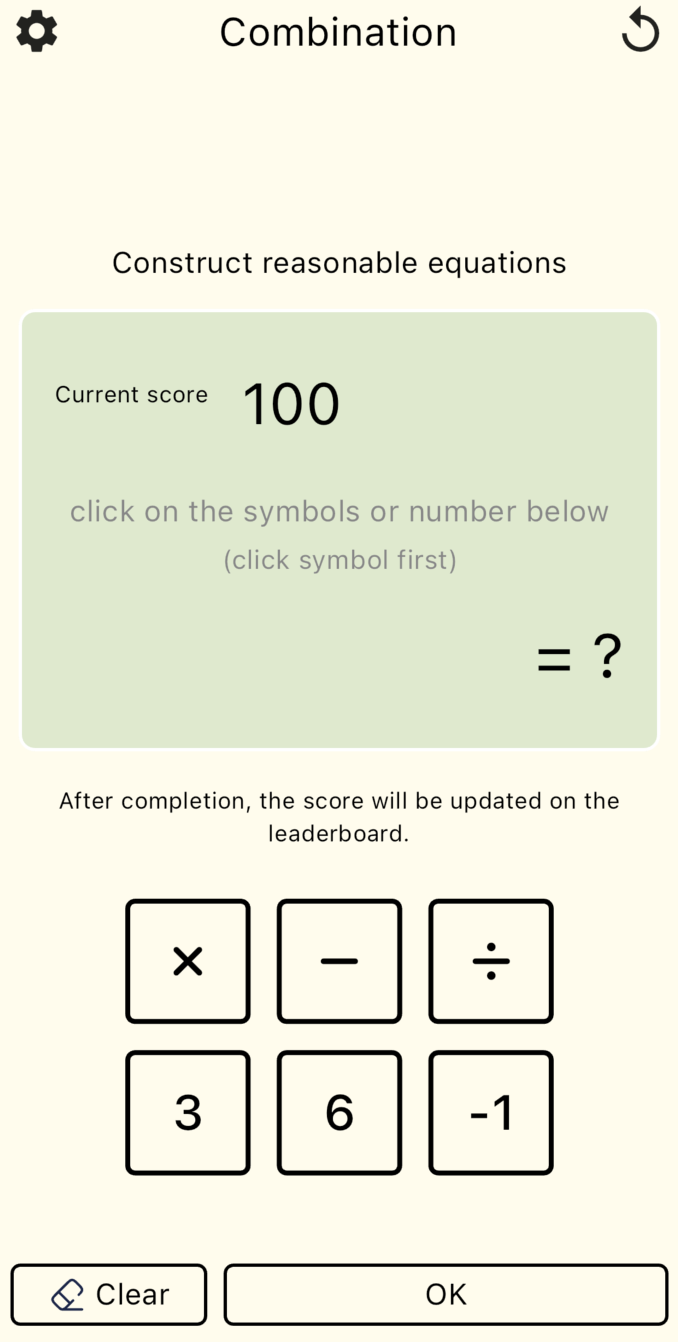 Combination
Construct reasonable equations
Current score 100
click on the symbols or number below
(click symbol first)
= ?
After completion, the score will be updated on the
leaderboard.
× − ÷
3 6 -1
Clear OK